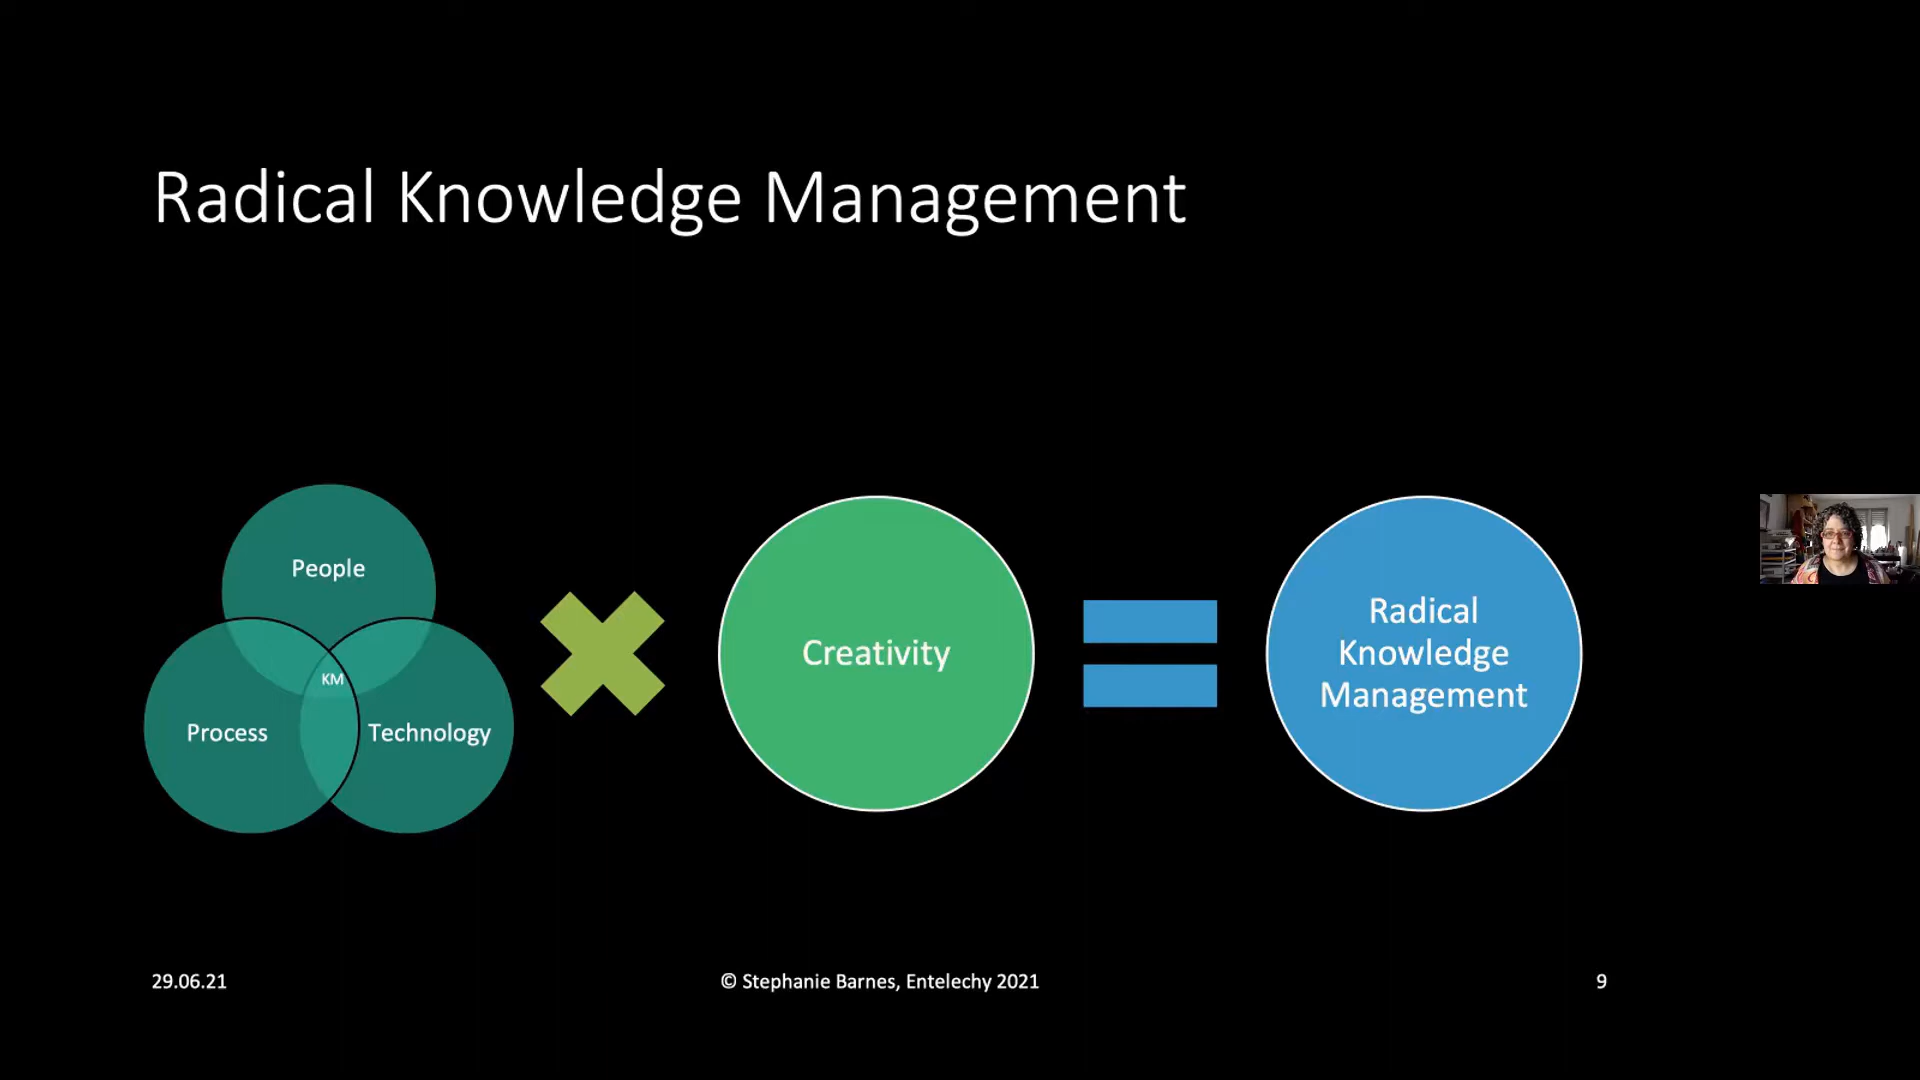 Radical Knowledge Management
People
KM
Process
Technology
Creativity
Radical
Knowledge
Management
29.06.21
© Stephanie Barnes, Entelechy 2021
9